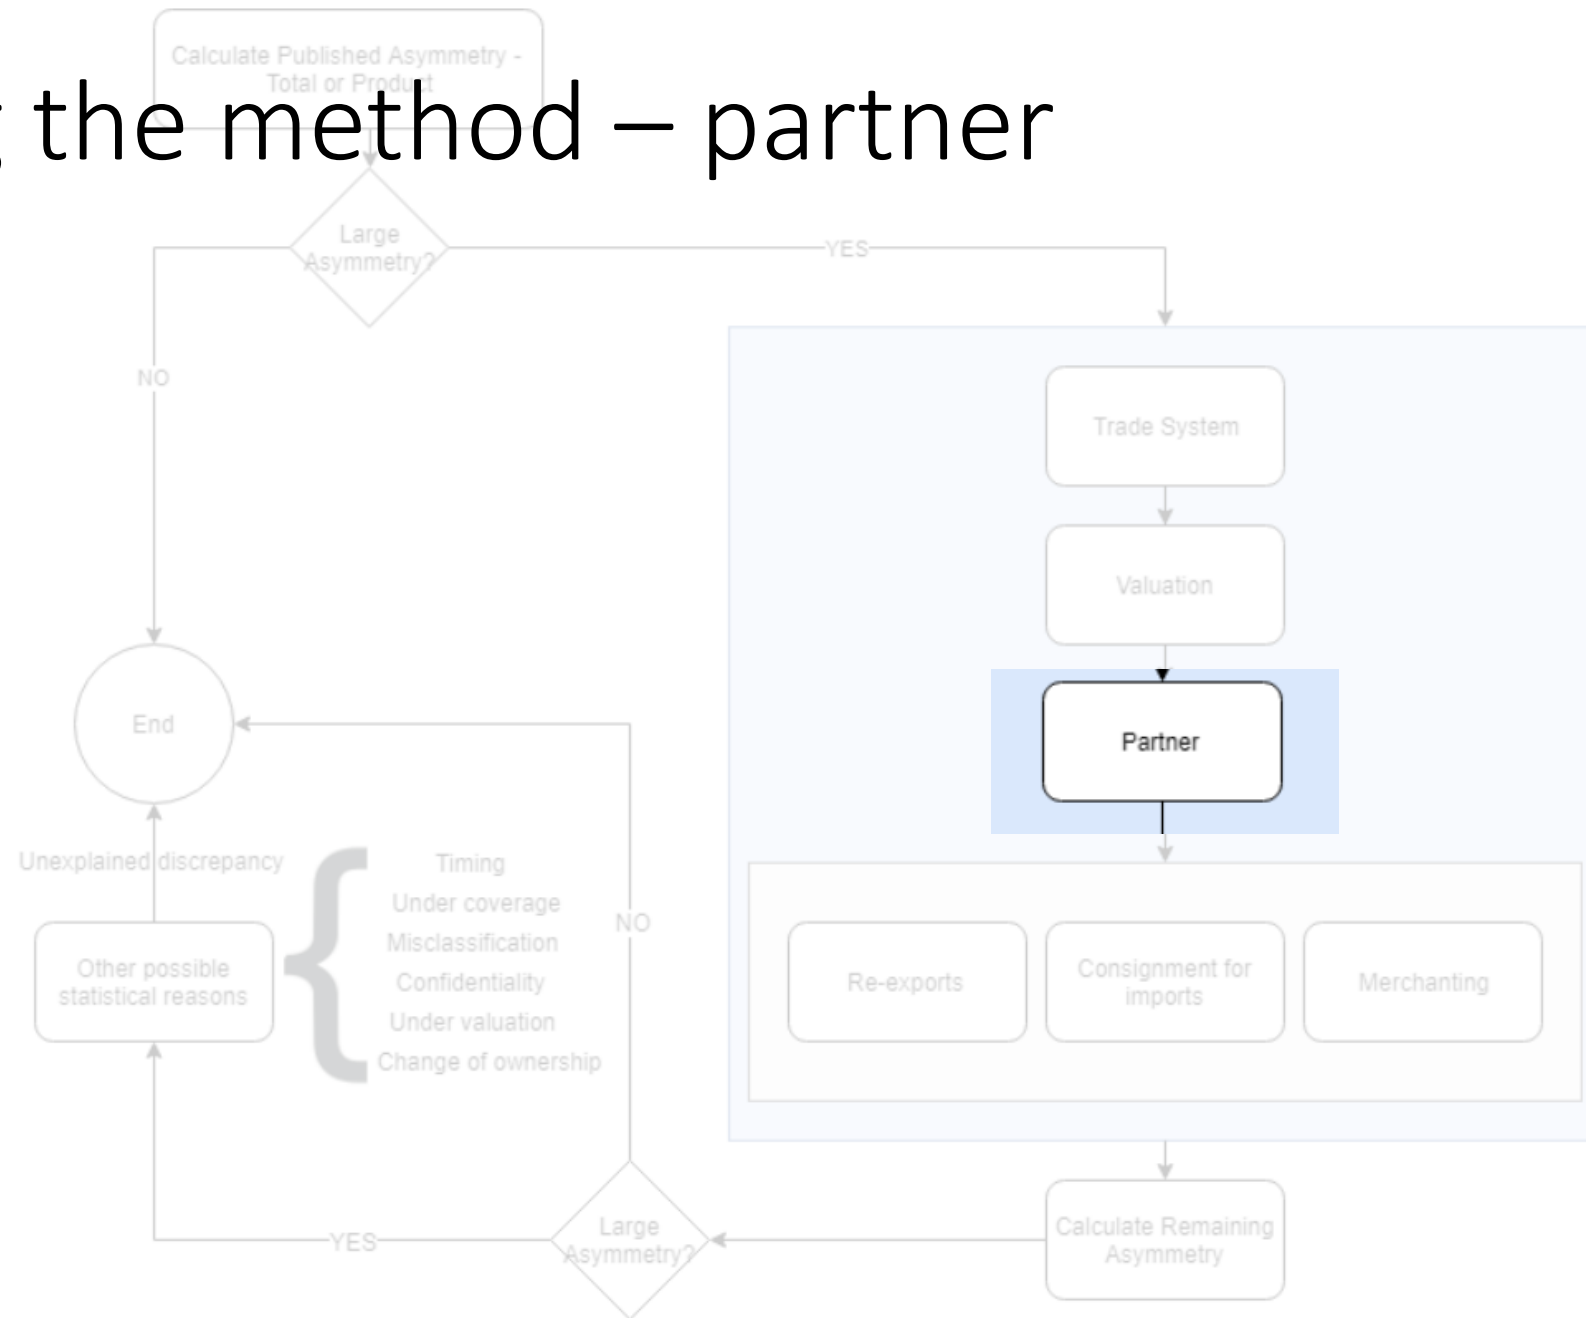 Calculate Published Asymmetry -
Total or Product
the method – partner
Large
Asymmetry?
YES
NO
Trade System
Valuation
Partner
End
Unexplained discrepancy
Timing
Under coverage
Misclassification
Confidentiality
Under valuation
Change of ownership
{
NO
Other possible
statistical reasons
Re-exports
Consignment for
imports
Merchanting
Large
Asymmetry?
YES
Calculate Remaining
Asymmetry